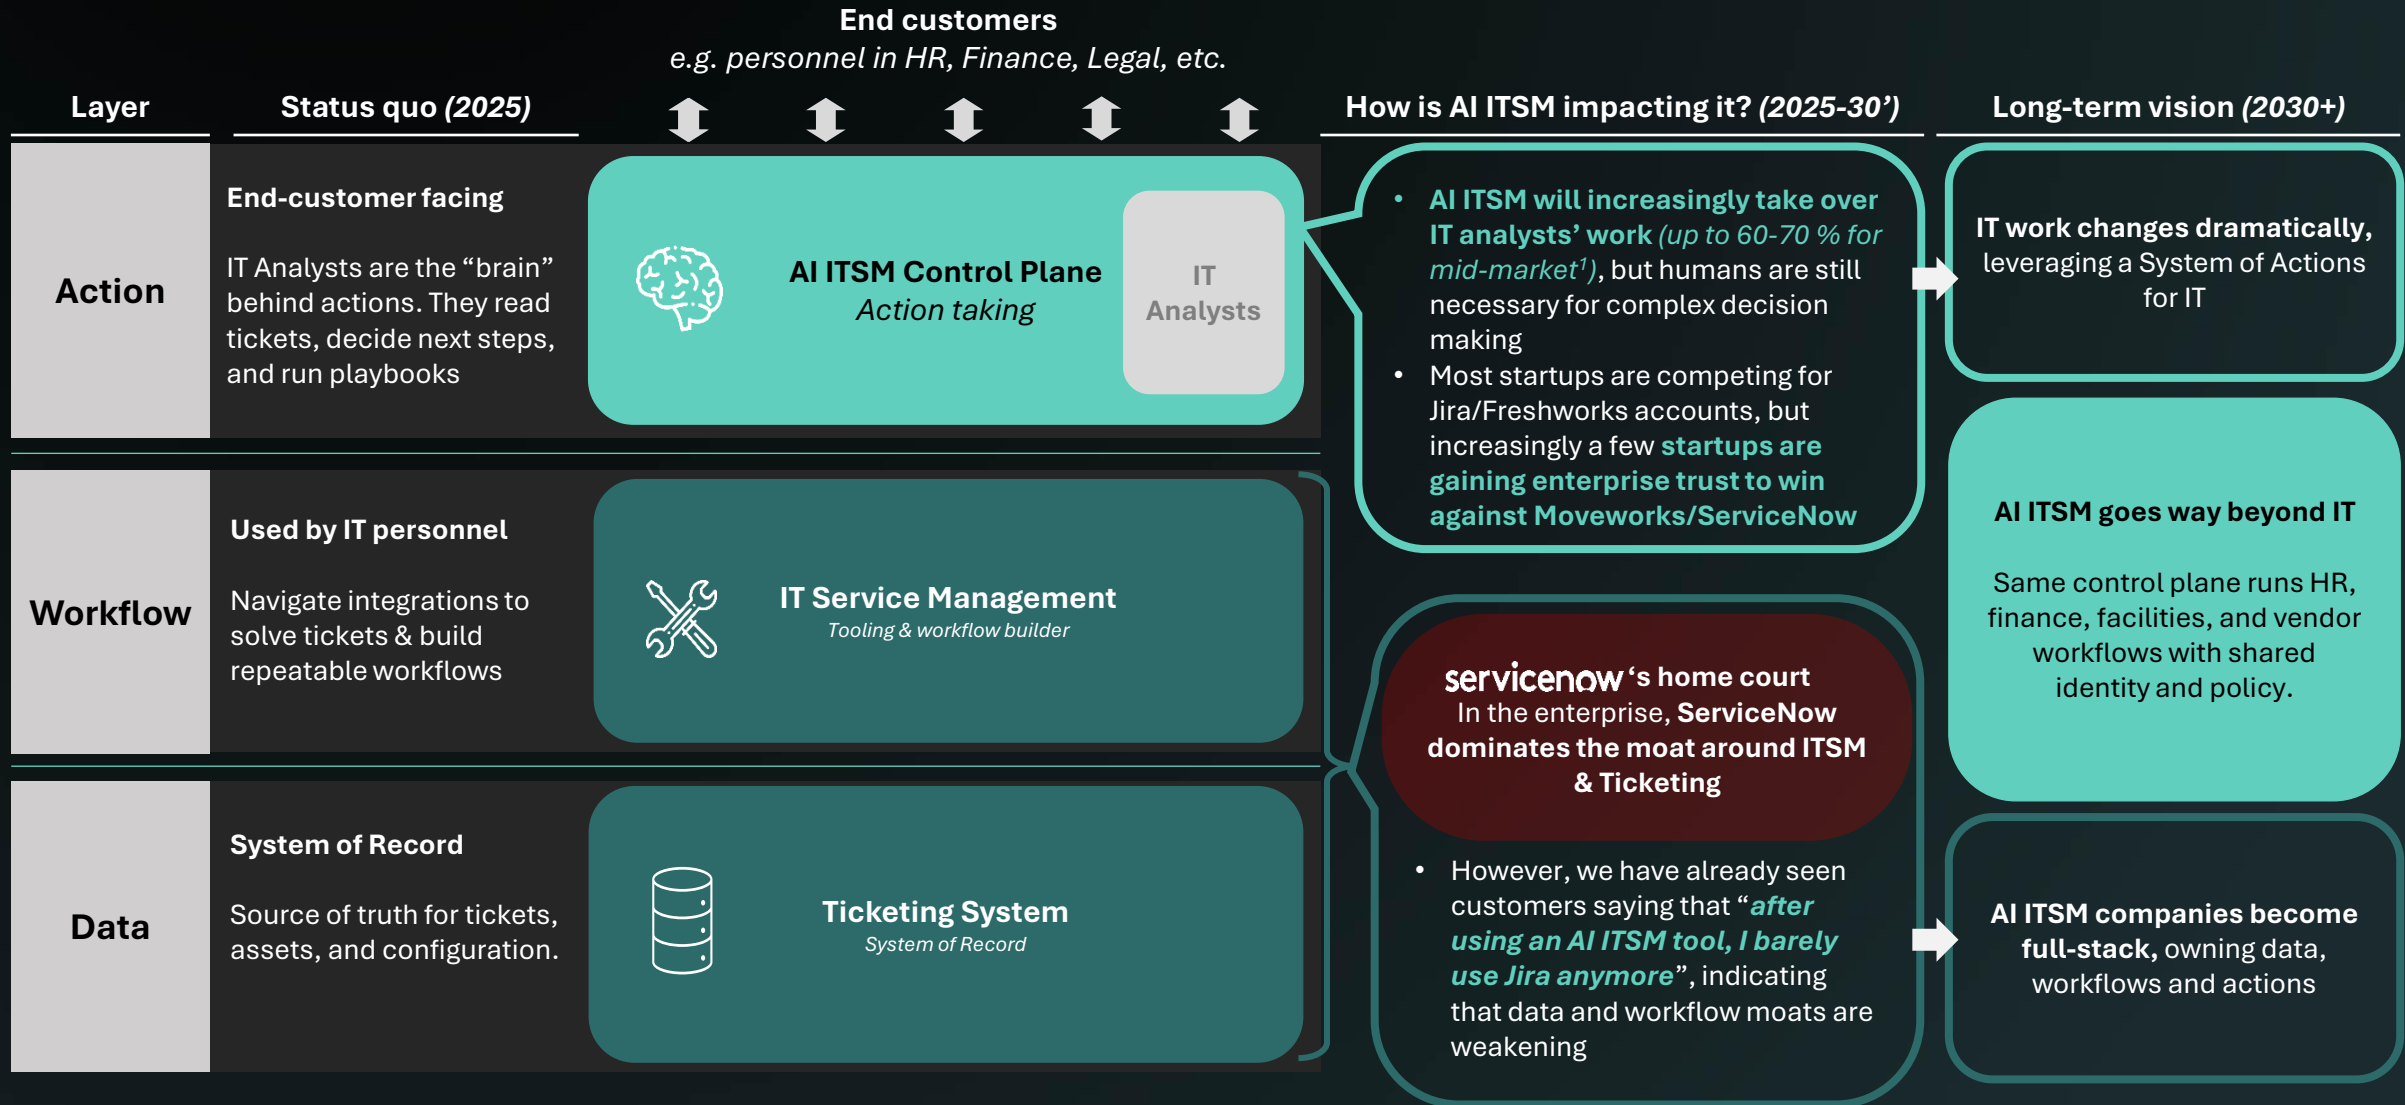 End customers
e.g. personnel in HR, Finance, Legal, etc.
Layer
Status quo (2025)
How is AI ITSM impacting it? (2025-30’)
Long-term vision (2030+)
Action
End-customer facing
IT Analysts are the “brain”
behind actions. They read
tickets, decide next steps,
and run playbooks
AI ITSM Control Plane
Action taking
IT
Analysts
• AI ITSM will increasingly take over
IT analysts’ work (up to 60-70 % for
mid-market¹), but humans are still
necessary for complex decision
making
• Most startups are competing for
Jira/Freshworks accounts, but
increasingly a few startups are
gaining enterprise trust to win
against Moveworks/ServiceNow
IT work changes dramatically,
leveraging a System of Actions
for IT
Workflow
Used by IT personnel
Navigate integrations to
solve tickets & build
repeatable workflows
IT Service Management
Tooling & workflow builder
AI ITSM goes way beyond IT
Same control plane runs HR,
finance, facilities, and vendor
workflows with shared
identity and policy.
servicenow ‘s home court
In the enterprise, ServiceNow
dominates the moat around ITSM
& Ticketing
Data
System of Record
Source of truth for tickets,
assets, and configuration.
Ticketing System
System of Record
• However, we have already seen
customers saying that “after
using an AI ITSM tool, I barely
use Jira anymore”, indicating
that data and workflow moats are
weakening
AI ITSM companies become
full-stack, owning data,
workflows and actions